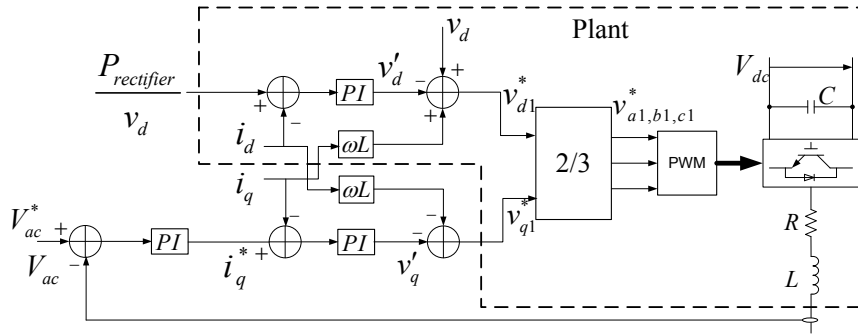 Plant
P_rectifier
v_d
+
−
PI
v′_d
v_d
−
+
+
v*_d1
i_d
ωL
i_q
ωL
V*_ac
+
V_ac
−
PI
i*_q
+
−
PI
v′_q
−
−
v*_q1
2/3
v*_a1,b1,c1
PWM
V_dc
C
R
L